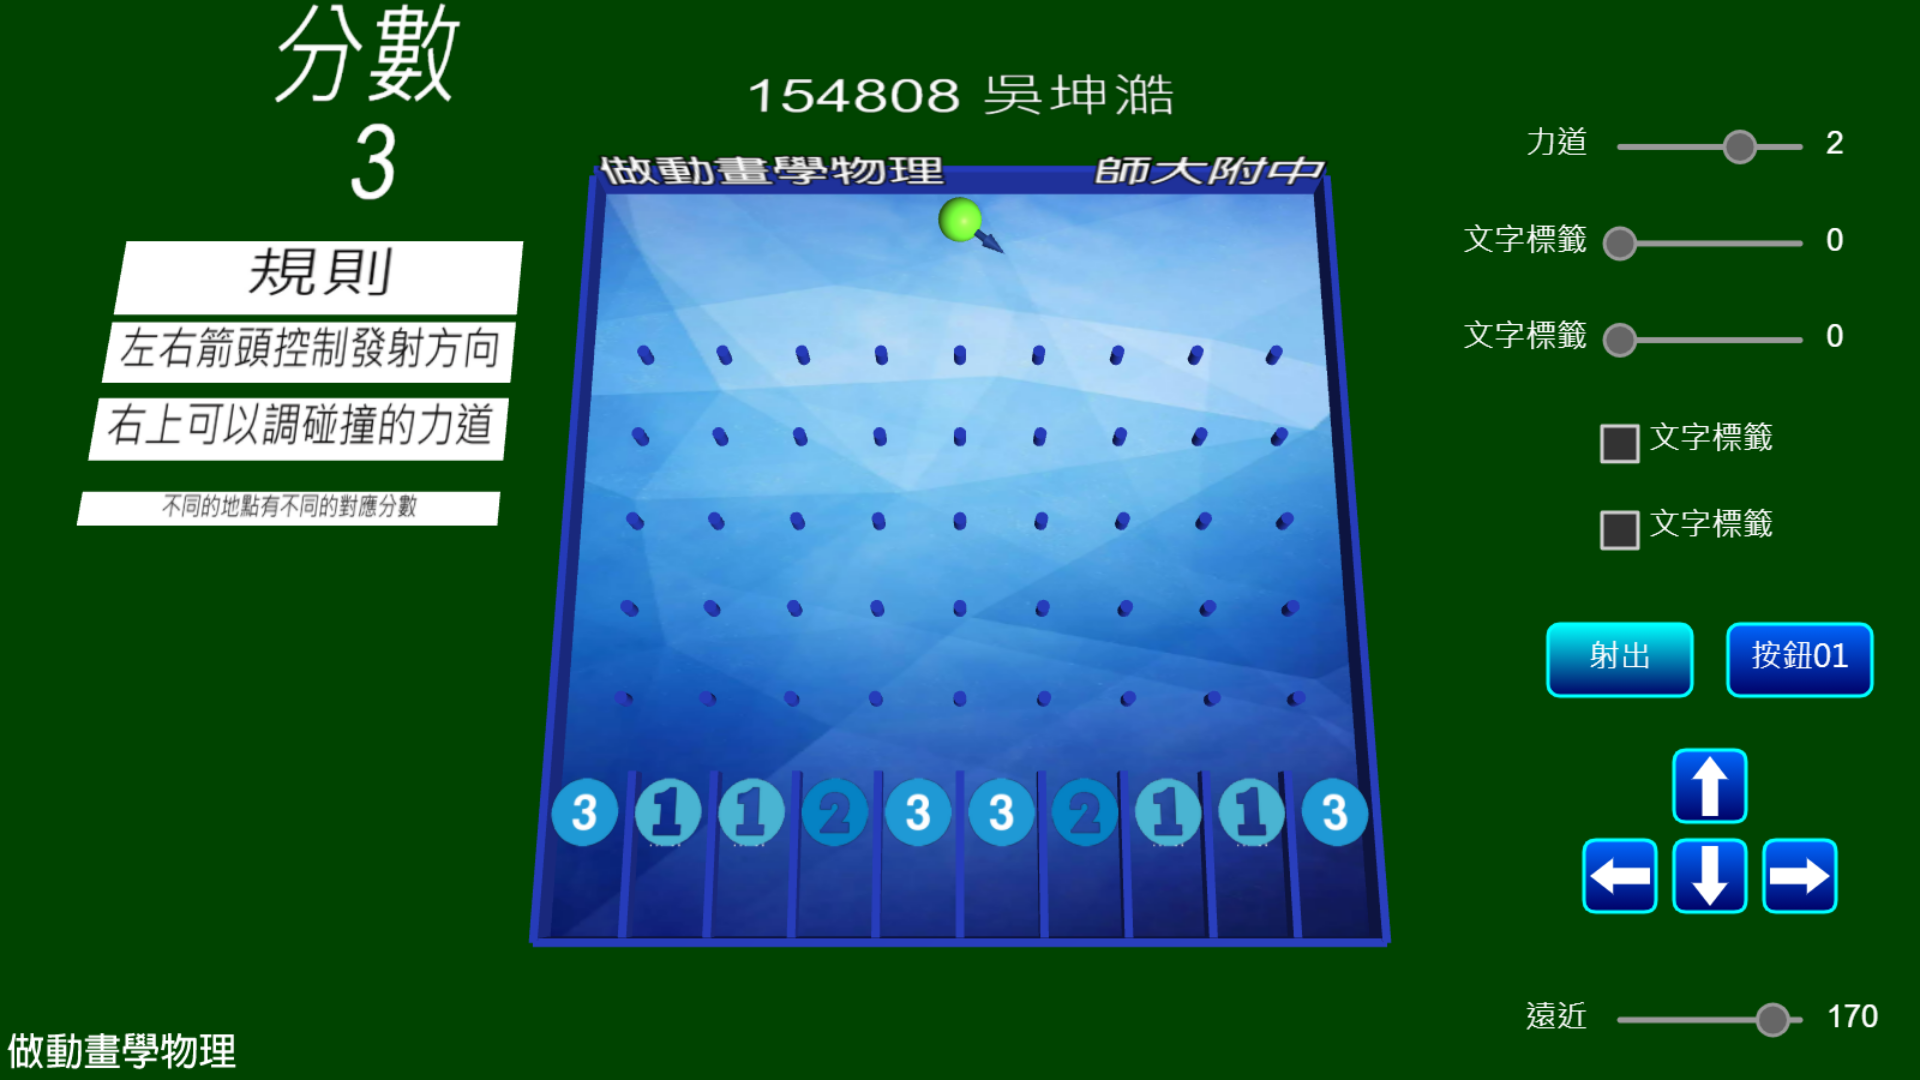 分數
3
154808 吳坤澔
做動畫學物理 師大附中
規則
左右箭頭控制發射方向
右上可以調碰撞的力道
不同的地點有不同的對應分數
力道 2
文字標籤 0
文字標籤 0
文字標籤
文字標籤
射出 按鈕01
3 1 1 2 3 3 2 1 1 3
遠近 170
做動畫學物理